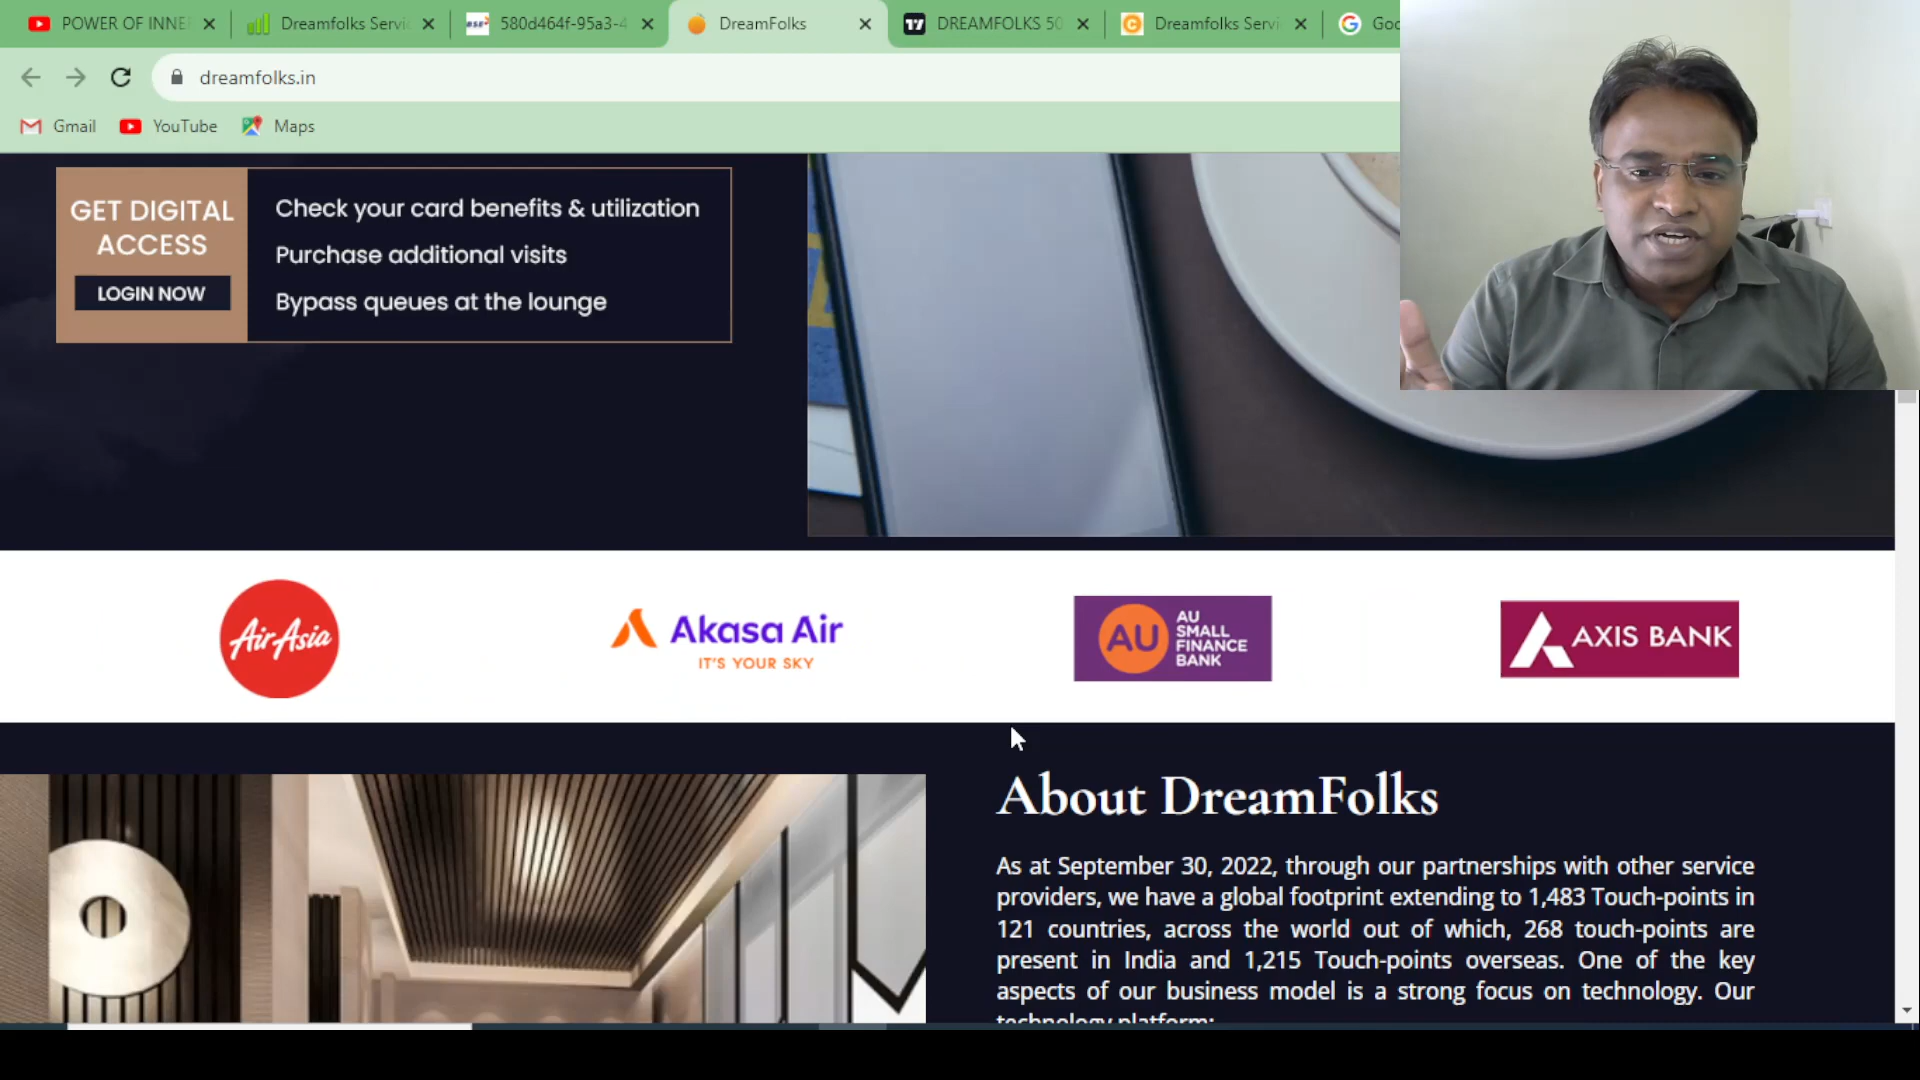 POWER OF INNE
Dreamfolks Servi
BSE
580d464f-95a3-4
DreamFolks
DREAMFOLKS 50
Dreamfolks Servi
Goo
dreamfolks.in
Gmail
YouTube
Maps
GET DIGITAL
ACCESS
LOGIN NOW
Check your card benefits & utilization
Purchase additional visits
Bypass queues at the lounge
AirAsia
Akasa Air
IT'S YOUR SKY
AU
AU
SMALL
FINANCE
BANK
AXIS BANK
About DreamFolks
As at September 30, 2022, through our partnerships with other service
providers, we have a global footprint extending to 1,483 Touch-points in
121 countries, across the world out of which, 268 touch-points are
present in India and 1,215 Touch-points overseas. One of the key
aspects of our business model is a strong focus on technology. Our
technology platform: